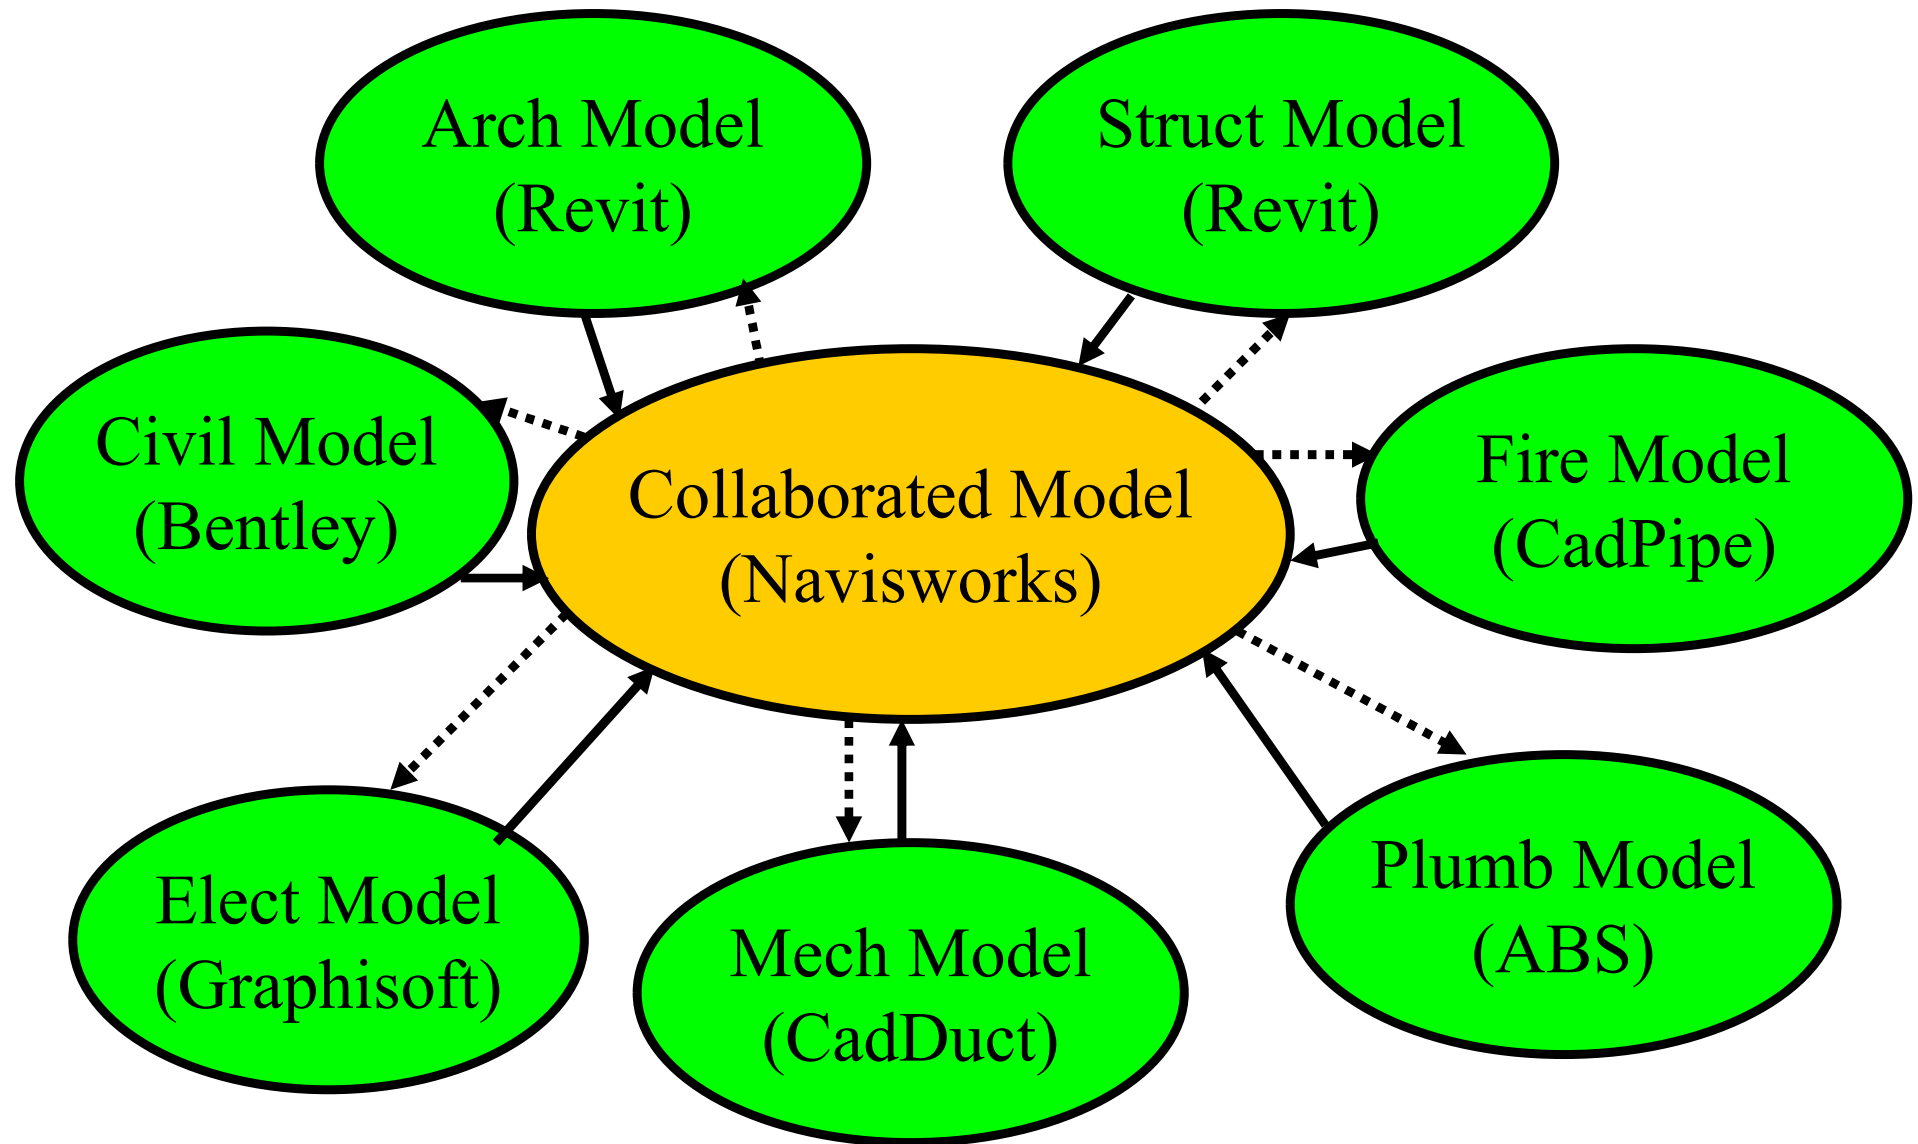 Arch Model
(Revit)
Struct Model
(Revit)
Civil Model
(Bentley)
Collaborated Model
(Navisworks)
Fire Model
(CadPipe)
Elect Model
(Graphisoft)
Mech Model
(CadDuct)
Plumb Model
(ABS)